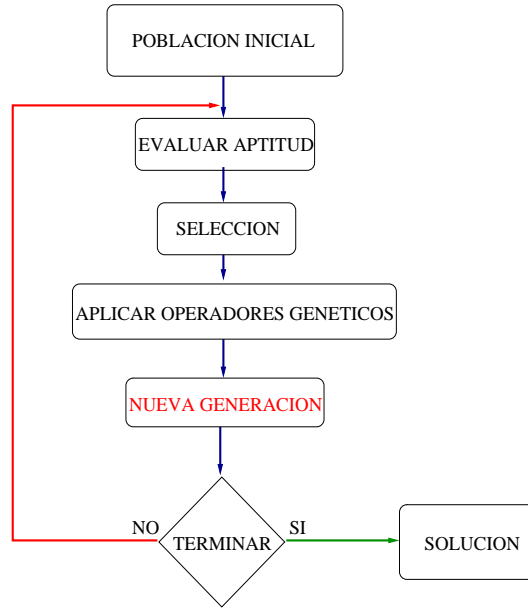 POBLACION INICIAL
EVALUAR APTITUD
SELECCION
APLICAR OPERADORES GENETICOS
NUEVA GENERACION
NO
TERMINAR
SI
SOLUCION